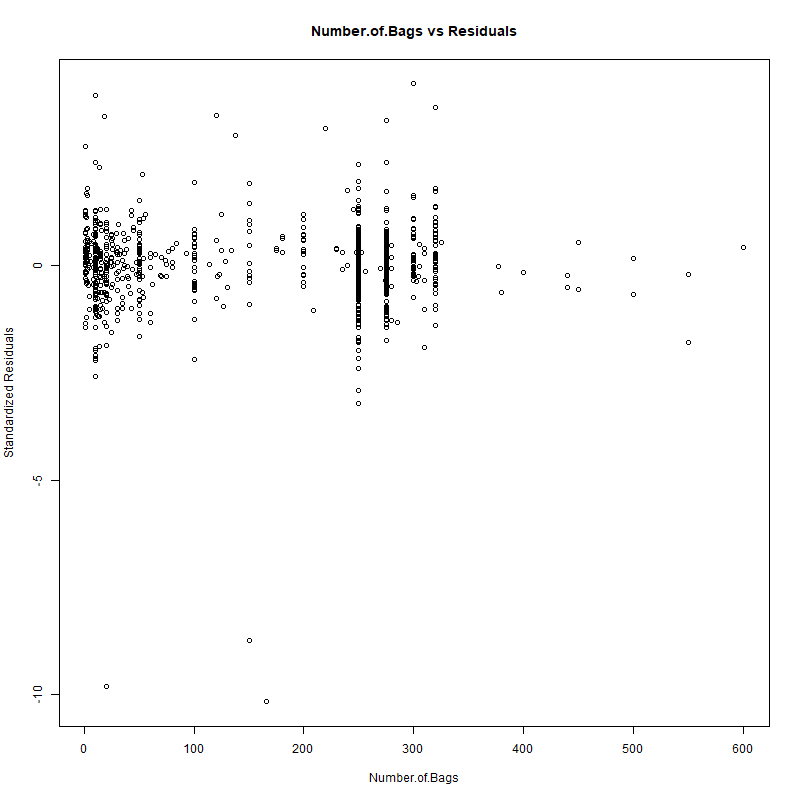 Number.of.Bags vs Residuals
Standardized Residuals
0
-5
-10
0 100 200 300 400 500 600
Number.of.Bags